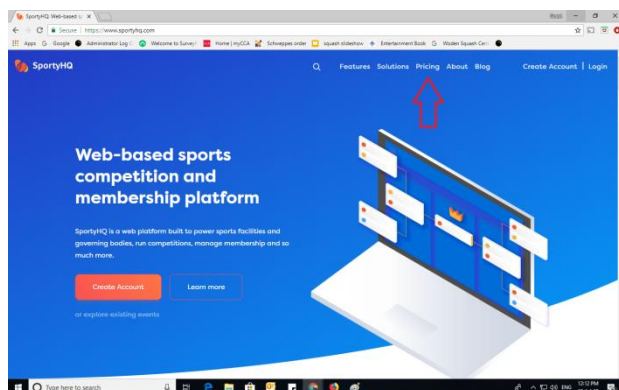 SportyHQ Web-based s
Ross
Secure | https://www.sportyhq.com
Apps
Google
Administrator Log I
Welcome to Survey!
Home | myCCA
Schweppes order
squash slideshow
Entertainment Book
Woden Squash Cen
SportyHQ
Features Solutions Pricing About Blog
Create Account | Login
Web-based sports
competition and
membership platform
SportyHQ is a web platform built to power sports facilities and
governing bodies, run competitions, manage membership and so
much more.
Create Account
Learn more
or explore existing events
Type here to search
ENG